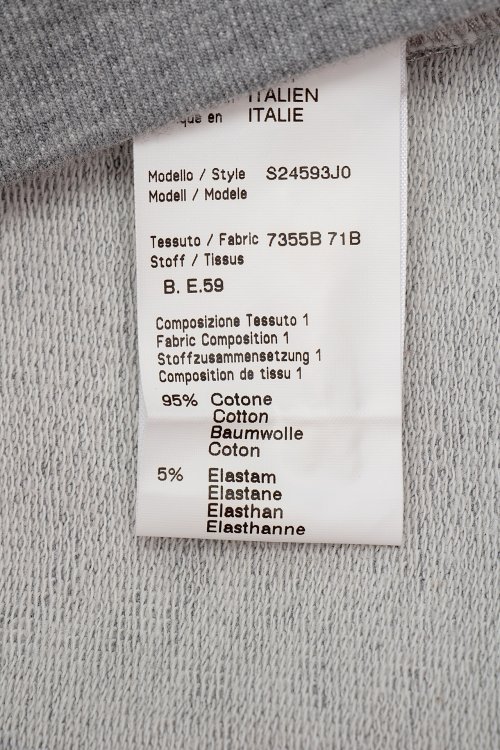 ITALIEN
en ITALIE
Modello / Style S24593J0
Modell / Modele
Tessuto / Fabric 7355B 71B
Stoff / Tissus
B. E.59
Composizione Tessuto 1
Fabric Composition 1
Stoffzusammensetzung 1
Composition de tissu 1
95% Cotone
Cotton
Baumwolle
Coton
5% Elastam
Elastane
Elasthan
Elasthanne